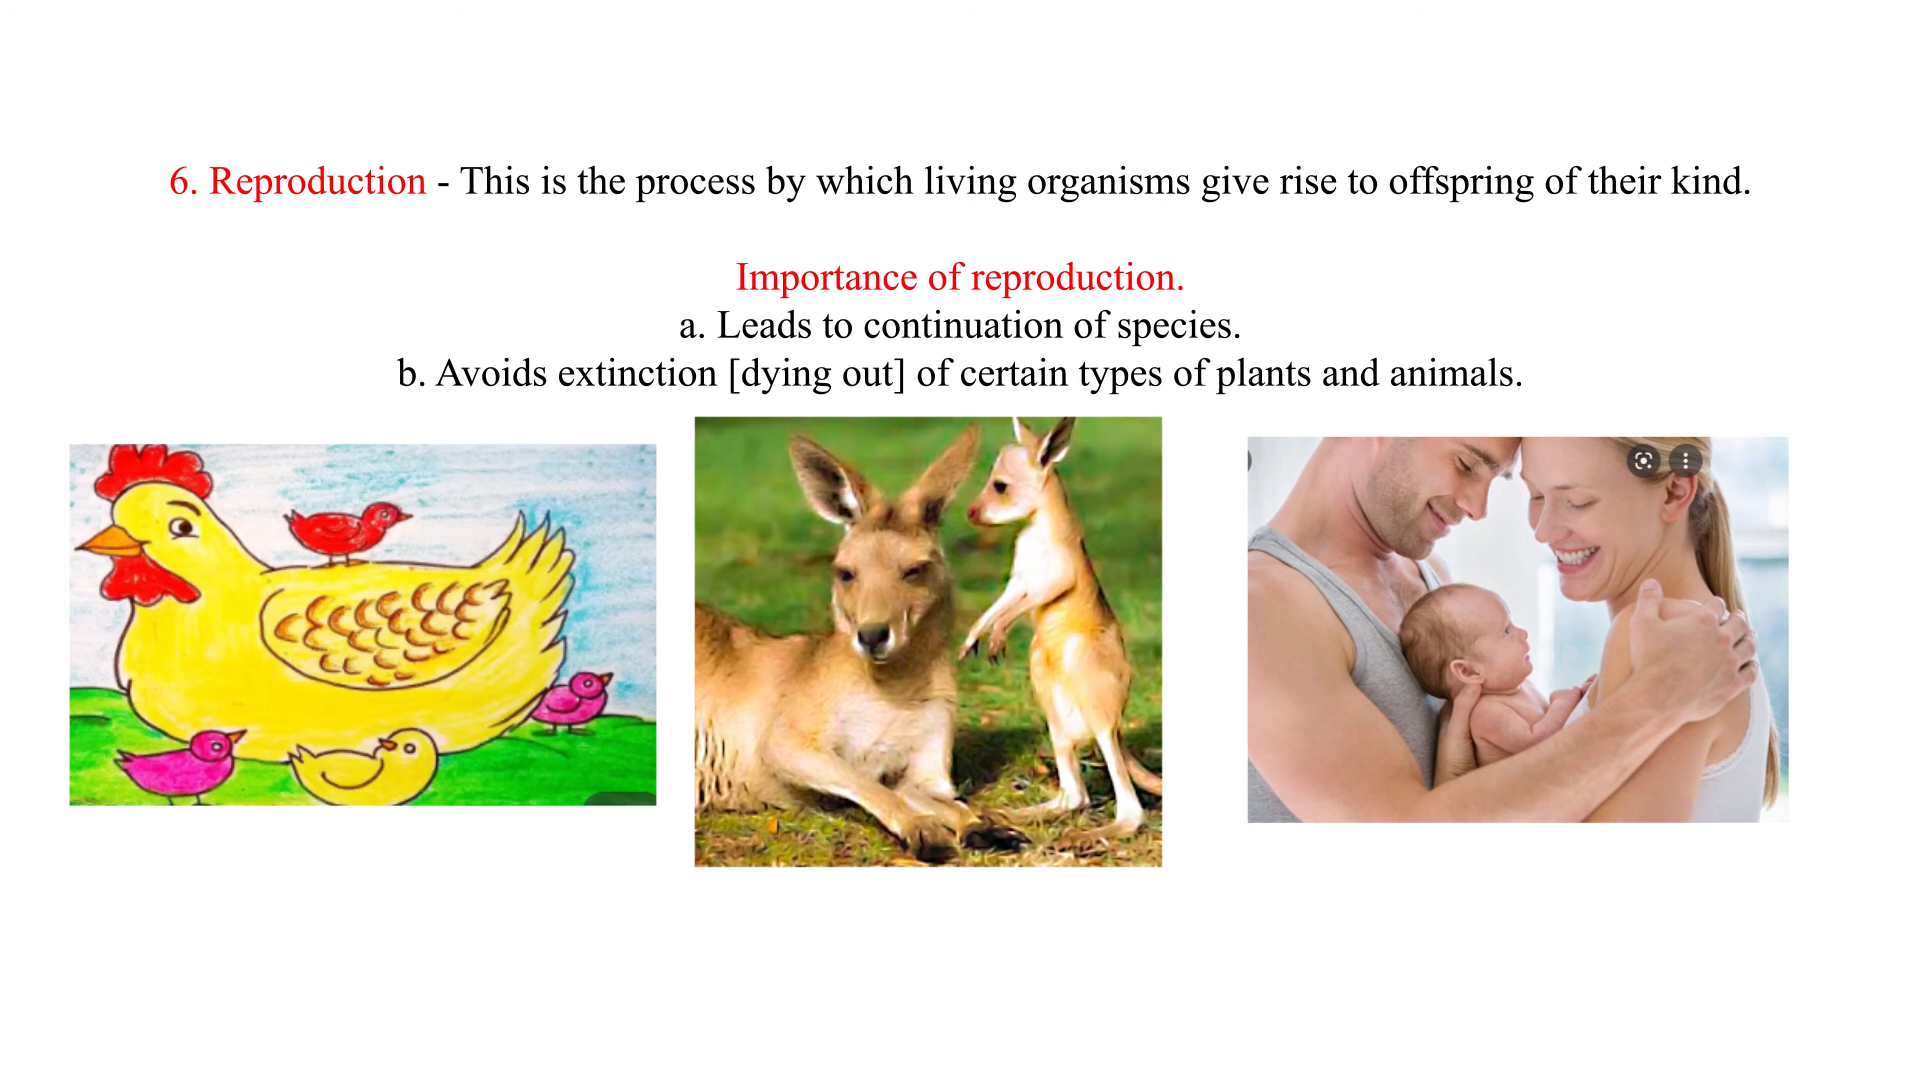 6. Reproduction - This is the process by which living organisms give rise to offspring of their kind.
Importance of reproduction.
a. Leads to continuation of species.
b. Avoids extinction [dying out] of certain types of plants and animals.